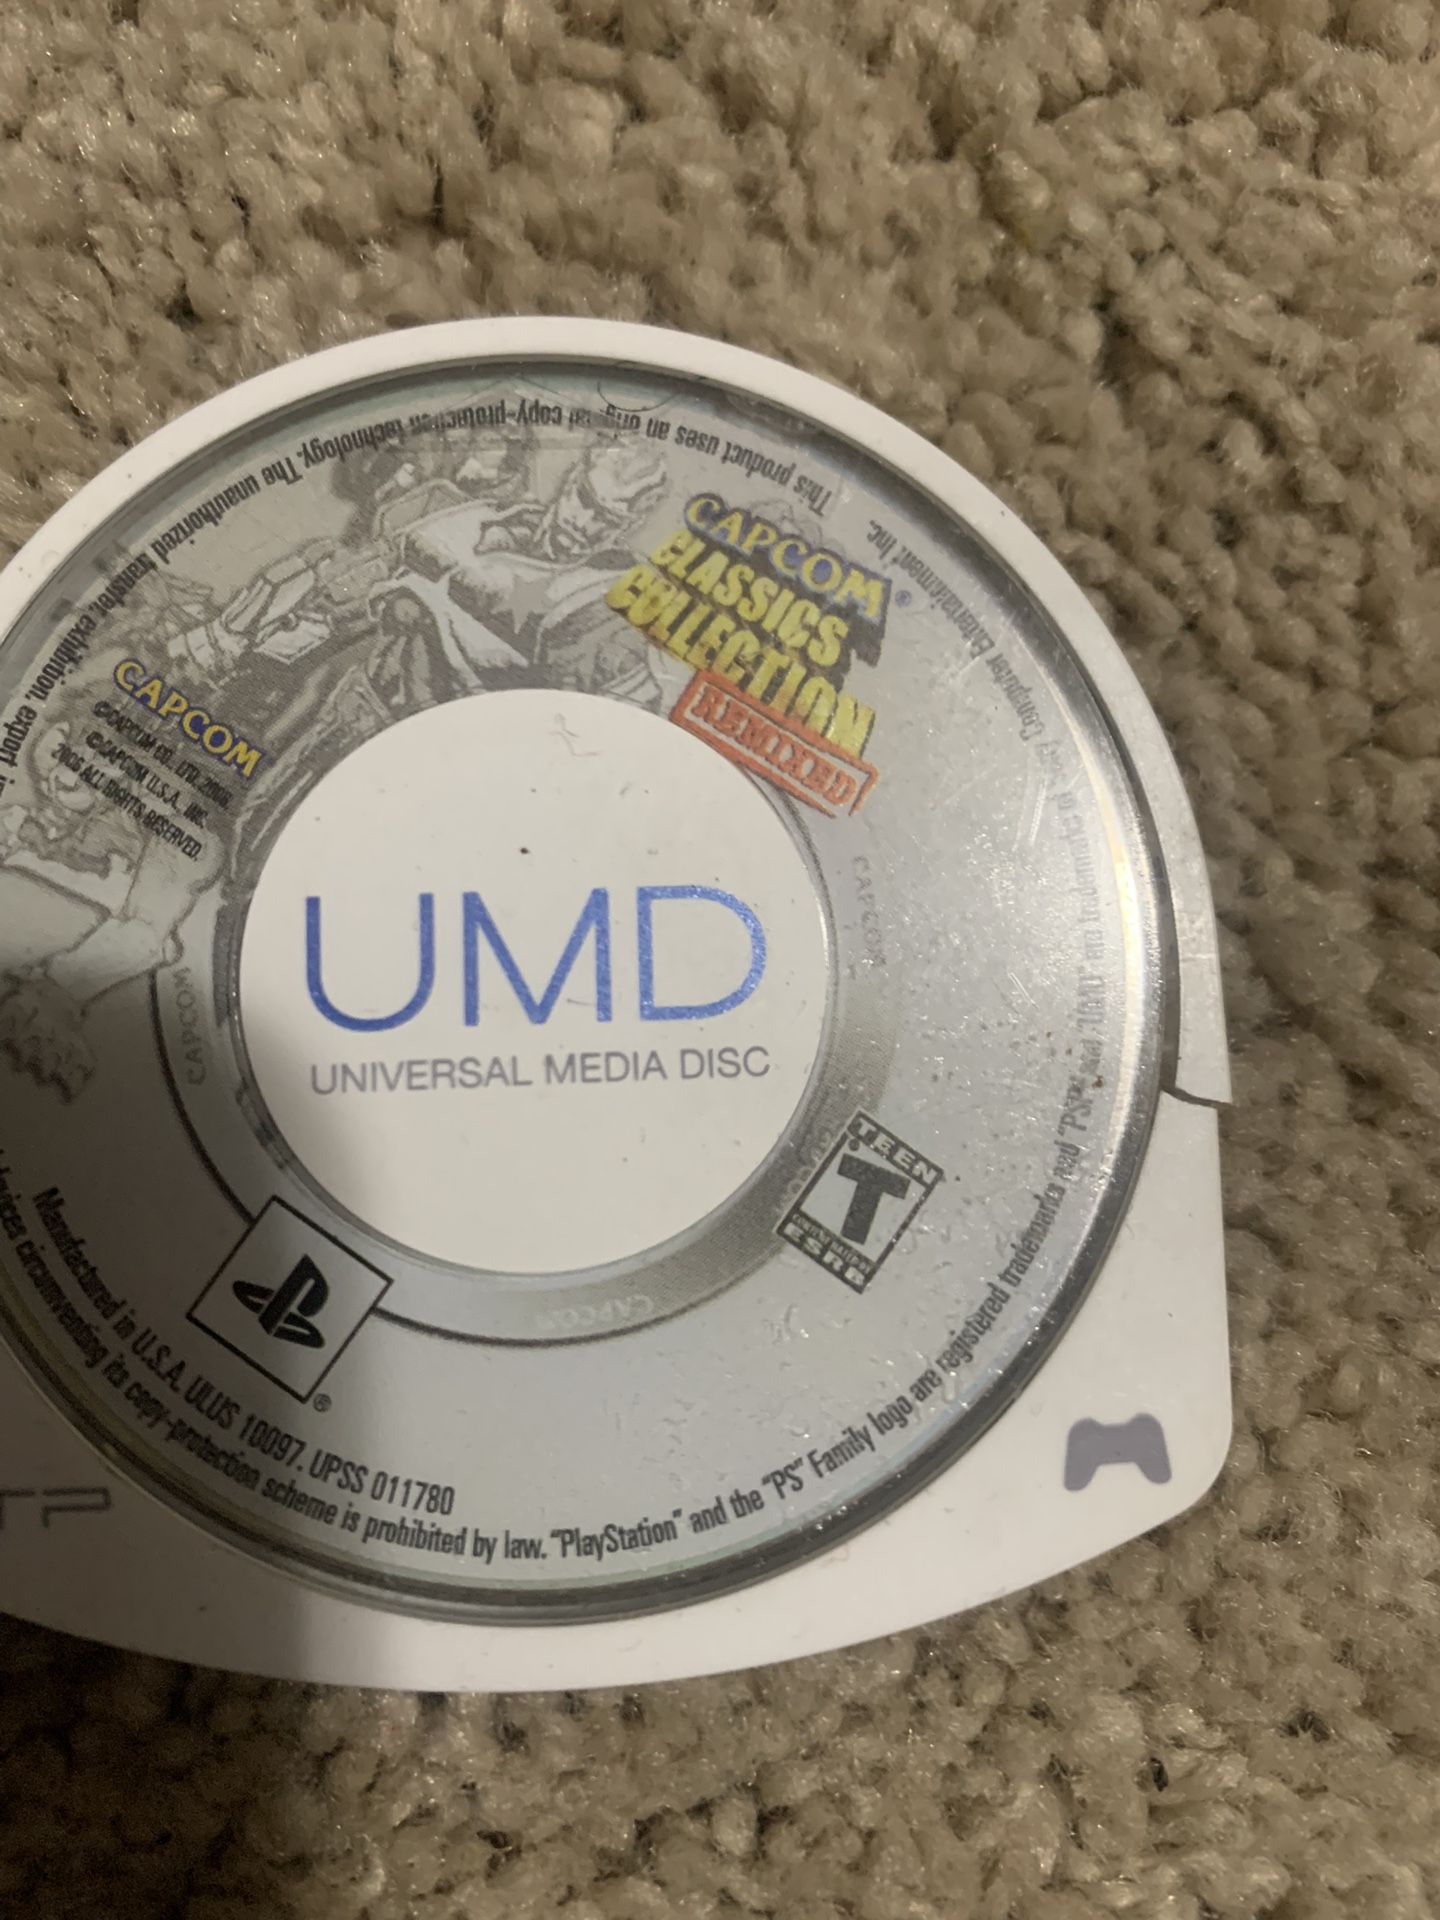 CAPCOM®
CLASSICS
COLLECTION
REMIXED
CAPCOM
©CAPCOM CO., LTD. 2006,
©CAPCOM U.S.A., INC.
2006 ALL RIGHTS RESERVED.
UMD
UNIVERSAL MEDIA DISC
TEEN
T
ESRB
CAPCOM
CAPCOM
CAPCOM
Manufactured in U.S.A. ULUS 10097. UPSS 011780
circumventing its copy-protection scheme is prohibited by law. "PlayStation" and the "PS" Family logo are registered trademarks and "PSP" and "UMD" are trademarks of Sony Computer Entertainment Inc.
This product uses an original copy-protection technology. The unauthorized transfer, exhibition, export